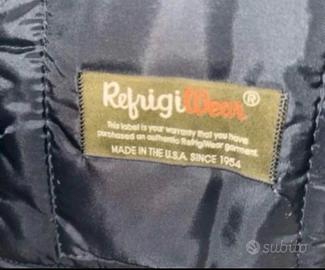 RefrigiWear®
This label is your warranty that you have
purchased an authentic RefrigiWear garment.
MADE IN THE U.S.A. SINCE 1954
subito